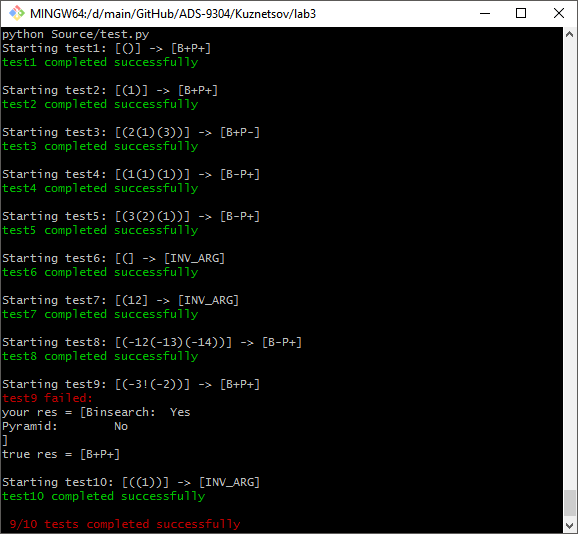 MINGW64:/d/main/GitHub/ADS-9304/Kuznetsov/lab3
python Source/test.py
Starting test1: [()] -> [B+P+]
test1 completed successfully
Starting test2: [(1)] -> [B+P+]
test2 completed successfully
Starting test3: [(2(1)(3))] -> [B+P-]
test3 completed successfully
Starting test4: [(1(1)(1))] -> [B-P+]
test4 completed successfully
Starting test5: [(3(2)(1))] -> [B-P+]
test5 completed successfully
Starting test6: [(] -> [INV_ARG]
test6 completed successfully
Starting test7: [(12] -> [INV_ARG]
test7 completed successfully
Starting test8: [(-12(-13)(-14))] -> [B-P+]
test8 completed successfully
Starting test9: [(-3!(-2))] -> [B+P+]
test9 failed:
your res = [Binsearch:  Yes
Pyramid:        No
]
true res = [B+P+]
Starting test10: [((1))] -> [INV_ARG]
test10 completed successfully
9/10 tests completed successfully